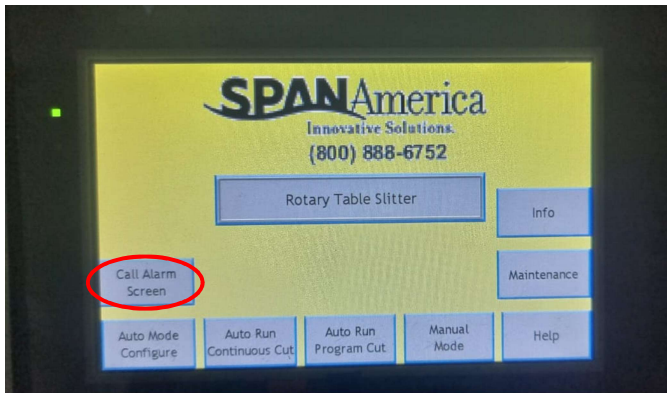 SPANAmerica
Innovative Solutions.
(800) 888-6752
Rotary Table Slitter
Info
Call Alarm
Screen
Maintenance
Auto Mode
Configure
Auto Run
Continuous Cut
Auto Run
Program Cut
Manual
Mode
Help